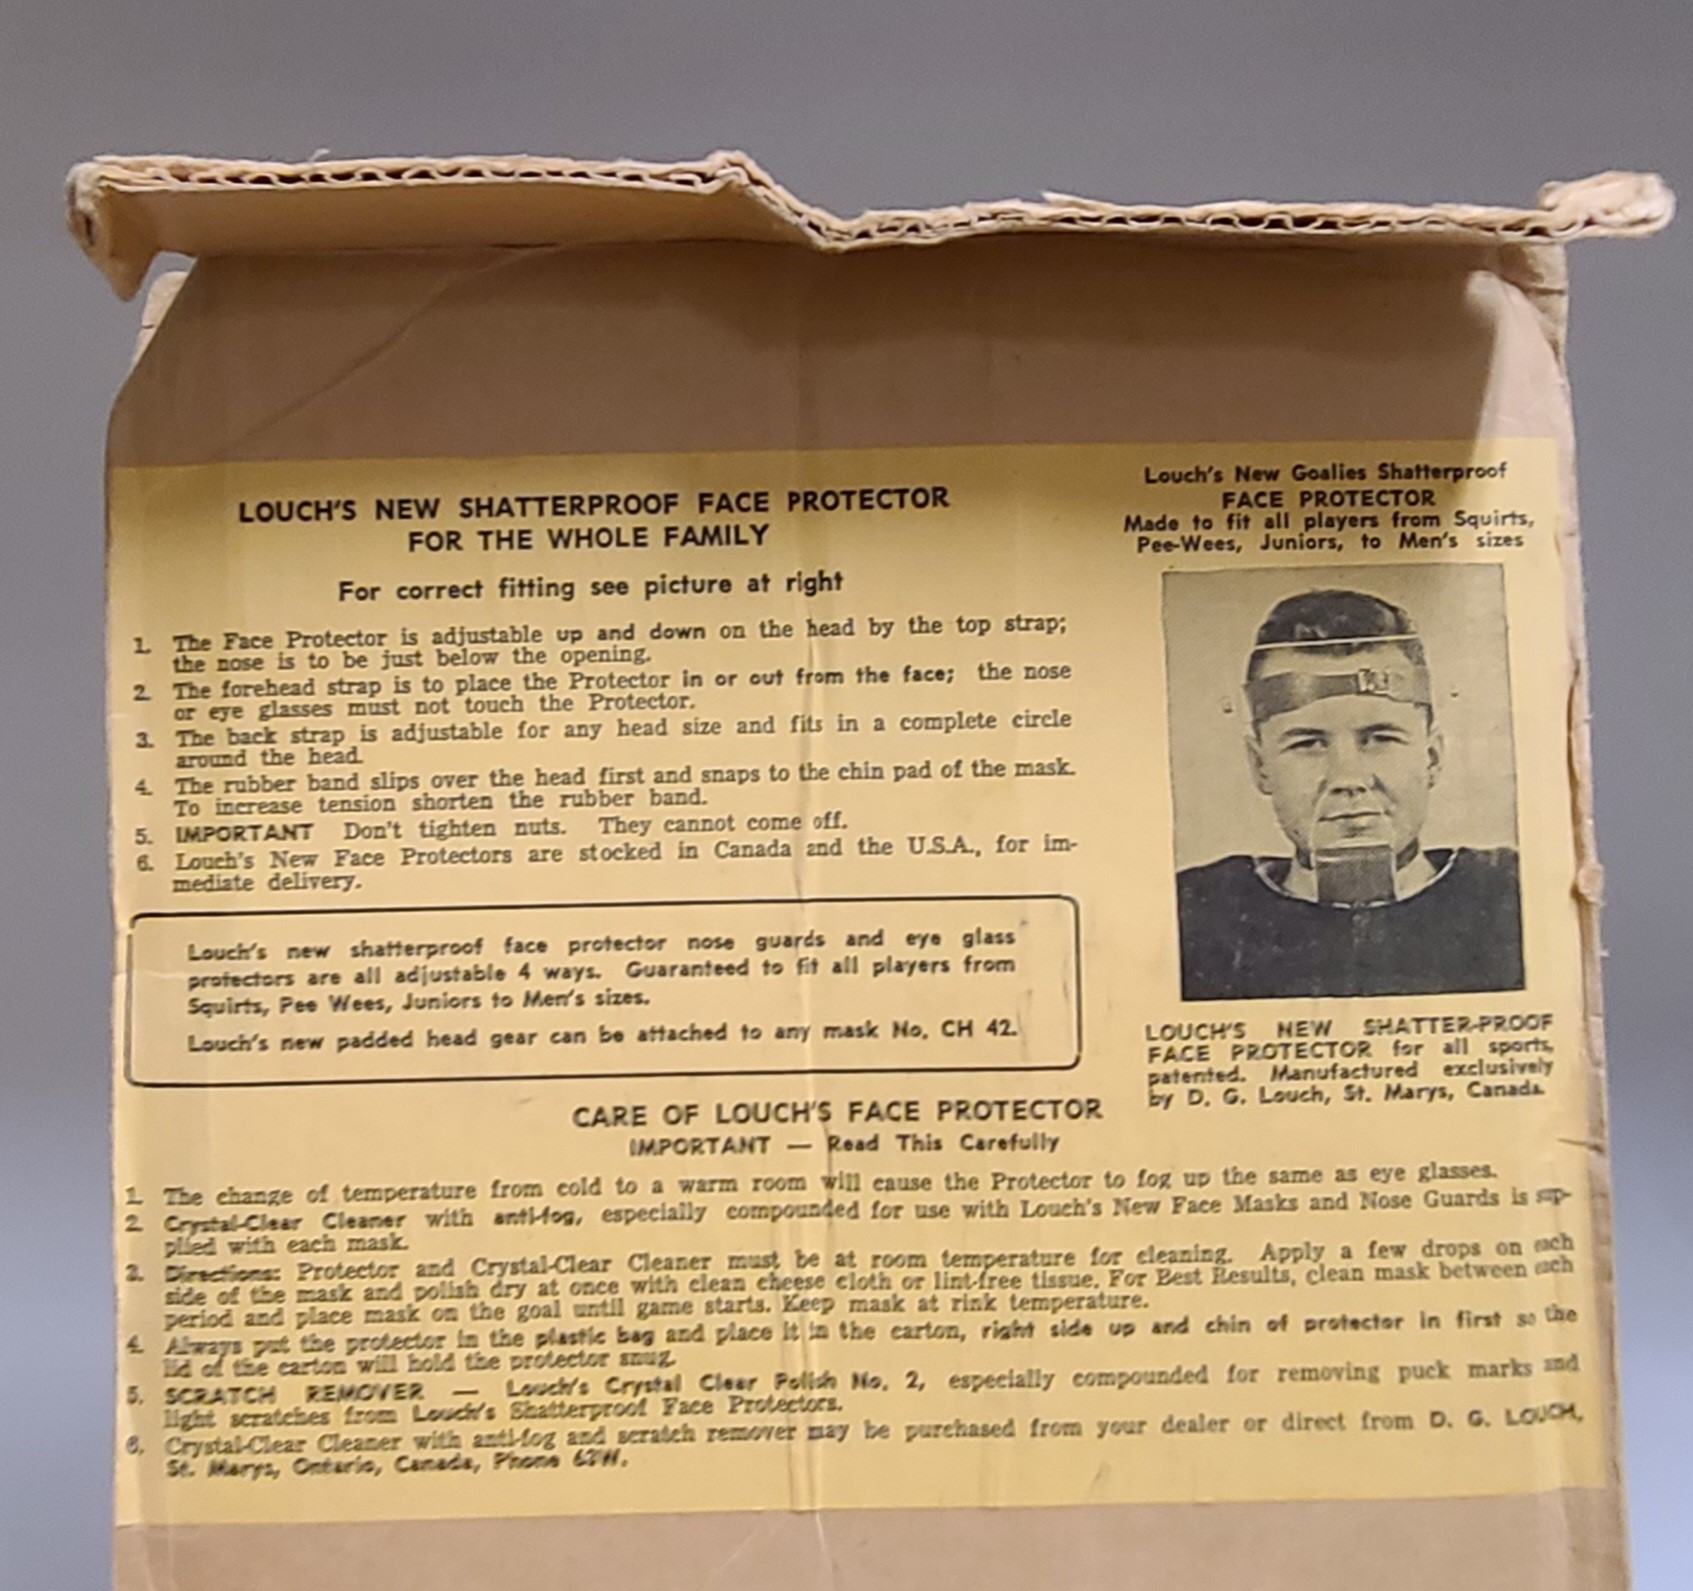 LOUCH'S NEW SHATTERPROOF FACE PROTECTOR
FOR THE WHOLE FAMILY
For correct fitting see picture at right
1. The Face Protector is adjustable up and down on the head by the top strap;
the nose is to be just below the opening.
2. The forehead strap is to place the Protector in or out from the face; the nose
or eye glasses must not touch the Protector.
3. The back strap is adjustable for any head size and fits in a complete circle
around the head.
4. The rubber band slips over the head first and snaps to the chin pad of the mask.
To increase tension shorten the rubber band.
5. IMPORTANT Don't tighten nuts. They cannot come off.
6. Louch's New Face Protectors are stocked in Canada and the U.S.A., for im-
mediate delivery.
Louch's new shatterproof face protector nose guards and eye glass
protectors are all adjustable 4 ways. Guaranteed to fit all players from
Squirts, Pee Wees, Juniors to Men's sizes.
Louch's new padded head gear can be attached to any mask No. CH 42.
Louch's New Goalies Shatterproof
FACE PROTECTOR
Made to fit all players from Squirts,
Pee-Wees, Juniors, to Men's sizes
LOUCH'S NEW SHATTER-PROOF
FACE PROTECTOR for all sports,
patented. Manufactured exclusively
by D. G. Louch, St. Marys, Canada.
CARE OF LOUCH'S FACE PROTECTOR
IMPORTANT — Read This Carefully
1. The change of temperature from cold to a warm room will cause the Protector to fog up the same as eye glasses.
2. Crystal-Clear Cleaner with anti-fog, especially compounded for use with Louch's New Face Masks and Nose Guards is sup-
plied with each mask.
3. Directions: Protector and Crystal-Clear Cleaner must be at room temperature for cleaning. Apply a few drops on each
side of the mask and polish dry at once with clean cheese cloth or lint-free tissue. For Best Results, clean mask between each
period and place mask on the goal until game starts. Keep mask at rink temperature.
4. Always put the protector in the plastic bag and place it in the carton, right side up and chin of protector in first so the
lid of the carton will hold the protector snug.
5. SCRATCH REMOVER — Louch's Crystal Clear Polish No. 2, especially compounded for removing puck marks and
light scratches from Louch's Shatterproof Face Protectors.
6. Crystal-Clear Cleaner with anti-fog and scratch remover may be purchased from your dealer or direct from D. G. LOUCH,
St. Marys, Ontario, Canada, Phone